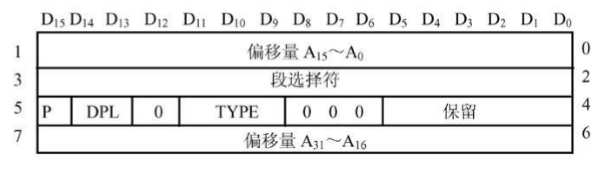 D15 D14 D13 D12 D11 D10 D9 D8 D7 D6 D5 D4 D3 D2 D1 D0
1 偏移量 A15～A0 0
3 段选择符 2
5 P DPL 0 TYPE 0 0 0 保留 4
7 偏移量 A31～A16 6